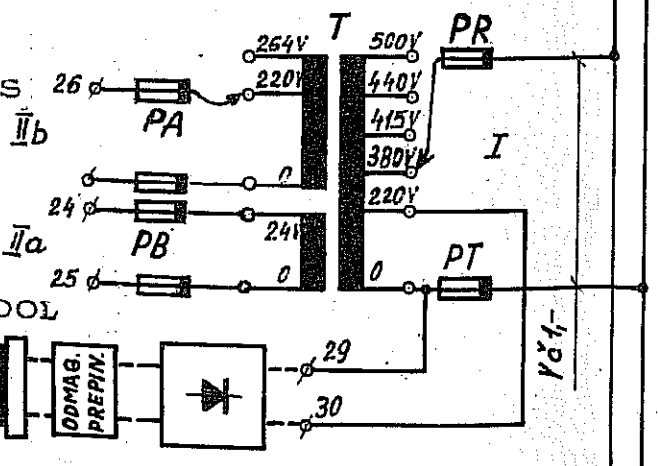 T
PR
264V
500V
S
26
220V
440V
IIb
PA
415V
I
380V
0
220V
24
24V
IIa
PB
PT
25
0
0
OOL
29
ODMAG.
PREPIN.
30